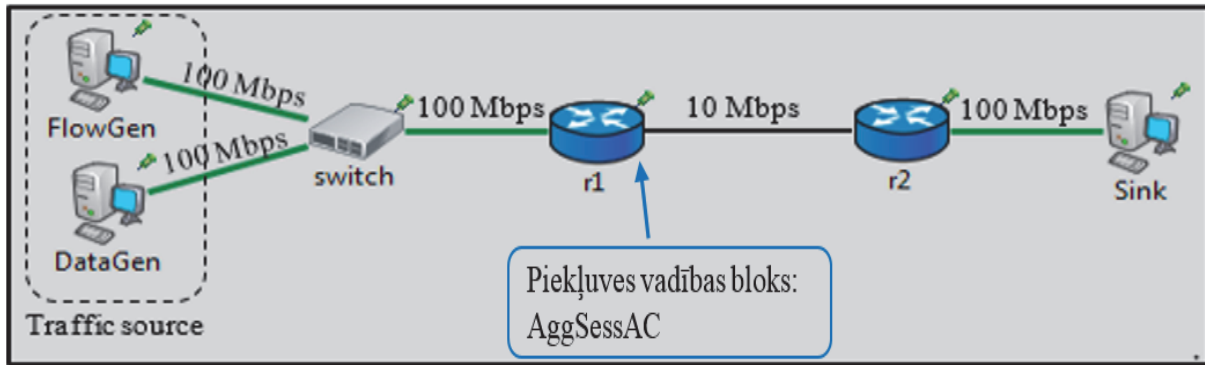 100 Mbps
FlowGen
100 Mbps
DataGen
Traffic source
switch
100 Mbps
r1
10 Mbps
r2
100 Mbps
Sink
Piekļuves vadības bloks:
AggSessAC